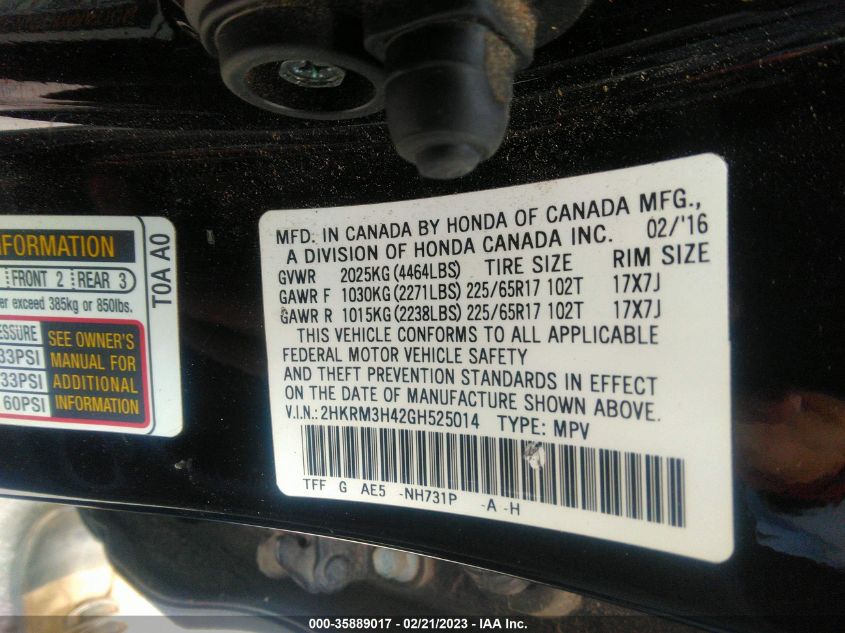 FORMATION
FRONT 2 REAR 3
er exceed 385kg or 850lbs.
ESSURE
33PSI
33PSI
60PSI
SEE OWNER'S
MANUAL FOR
ADDITIONAL
INFORMATION
T0A A0
MFD. IN CANADA BY HONDA OF CANADA MFG.,
A DIVISION OF HONDA CANADA INC. 02/'16
GVWR 2025KG (4464LBS) TIRE SIZE RIM SIZE
GAWR F 1030KG (2271LBS) 225/65R17 102T 17X7J
GAWR R 1015KG (2238LBS) 225/65R17 102T 17X7J
THIS VEHICLE CONFORMS TO ALL APPLICABLE
FEDERAL MOTOR VEHICLE SAFETY
AND THEFT PREVENTION STANDARDS IN EFFECT
ON THE DATE OF MANUFACTURE SHOWN ABOVE.
V.I.N.: 2HKRM3H42GH525014 TYPE: MPV
TFF G AE5 -NH731P -A -H
000-35889017 - 02/21/2023 - IAA Inc.